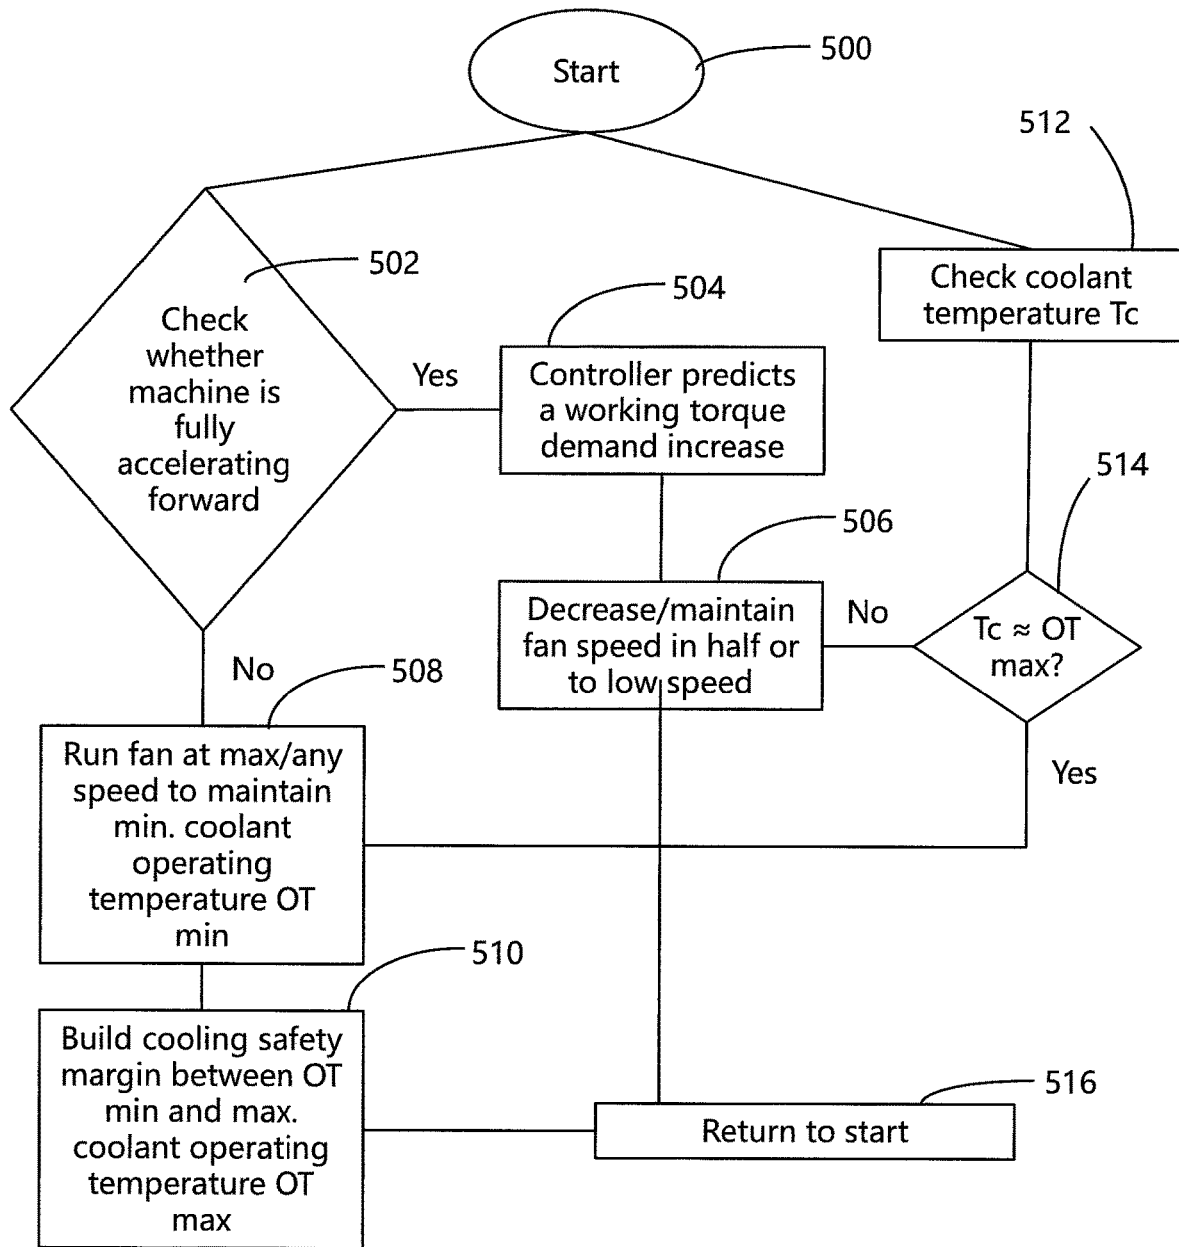 Start
500
512
502
Check
whether
machine is
fully
accelerating
forward
Yes
504
Controller predicts
a working torque
demand increase
Check coolant
temperature Tc
514
506
Decrease/maintain
fan speed in half or
to low speed
No
Tc ≈ OT
max?
Yes
No
508
Run fan at max/any
speed to maintain
min. coolant
operating
temperature OT
min
510
Build cooling safety
margin between OT
min and max.
coolant operating
temperature OT
max
516
Return to start